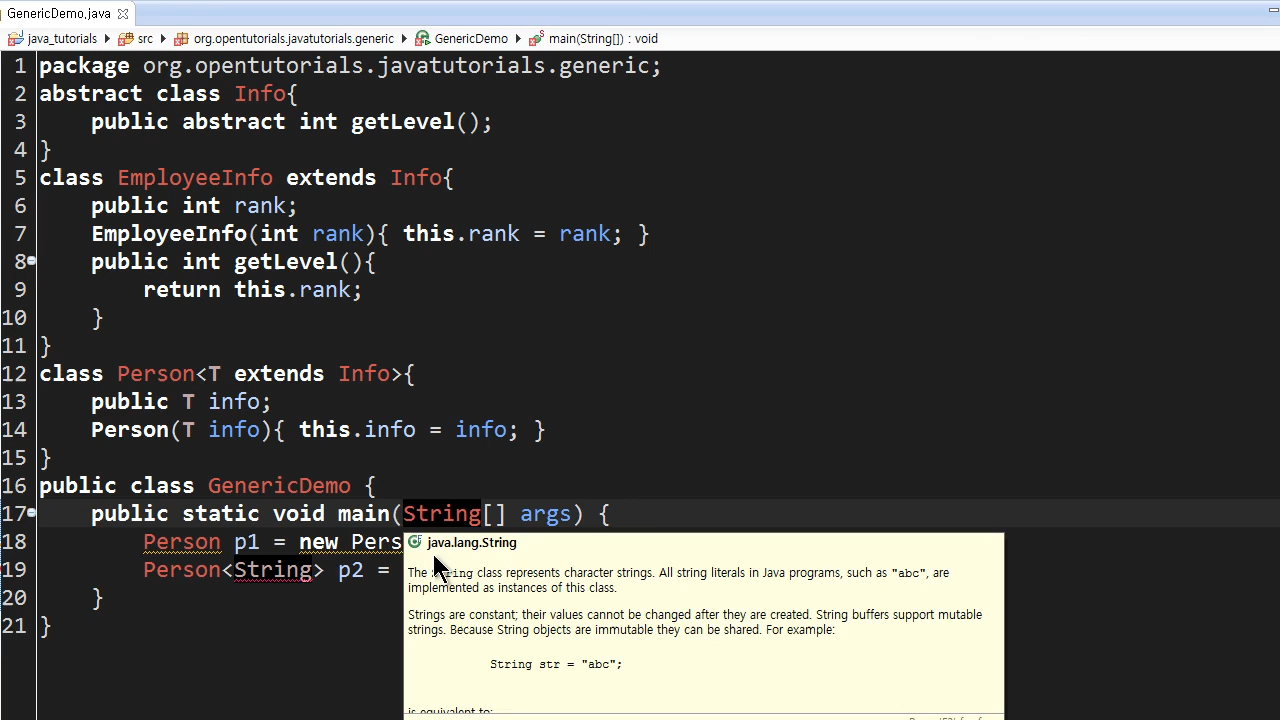 GenericDemo.java
java_tutorials src org.opentutorials.javatutorials.generic GenericDemo main(String[]) : void
1 package org.opentutorials.javatutorials.generic;
2 abstract class Info{
3 public abstract int getLevel();
4 }
5 class EmployeeInfo extends Info{
6 public int rank;
7 EmployeeInfo(int rank){ this.rank = rank; }
8 public int getLevel(){
9 return this.rank;
10 }
11 }
12 class Person<T extends Info>{
13 public T info;
14 Person(T info){ this.info = info; }
15 }
16 public class GenericDemo {
17 public static void main(String[] args) {
18 Person p1 = new Pers
19 Person<String> p2 =
20 }
21 }
java.lang.String
The String class represents character strings. All string literals in Java programs, such as "abc", are
implemented as instances of this class.
Strings are constant; their values cannot be changed after they are created. String buffers support mutable
strings. Because String objects are immutable they can be shared. For example:
String str = "abc";
is equivalent to: